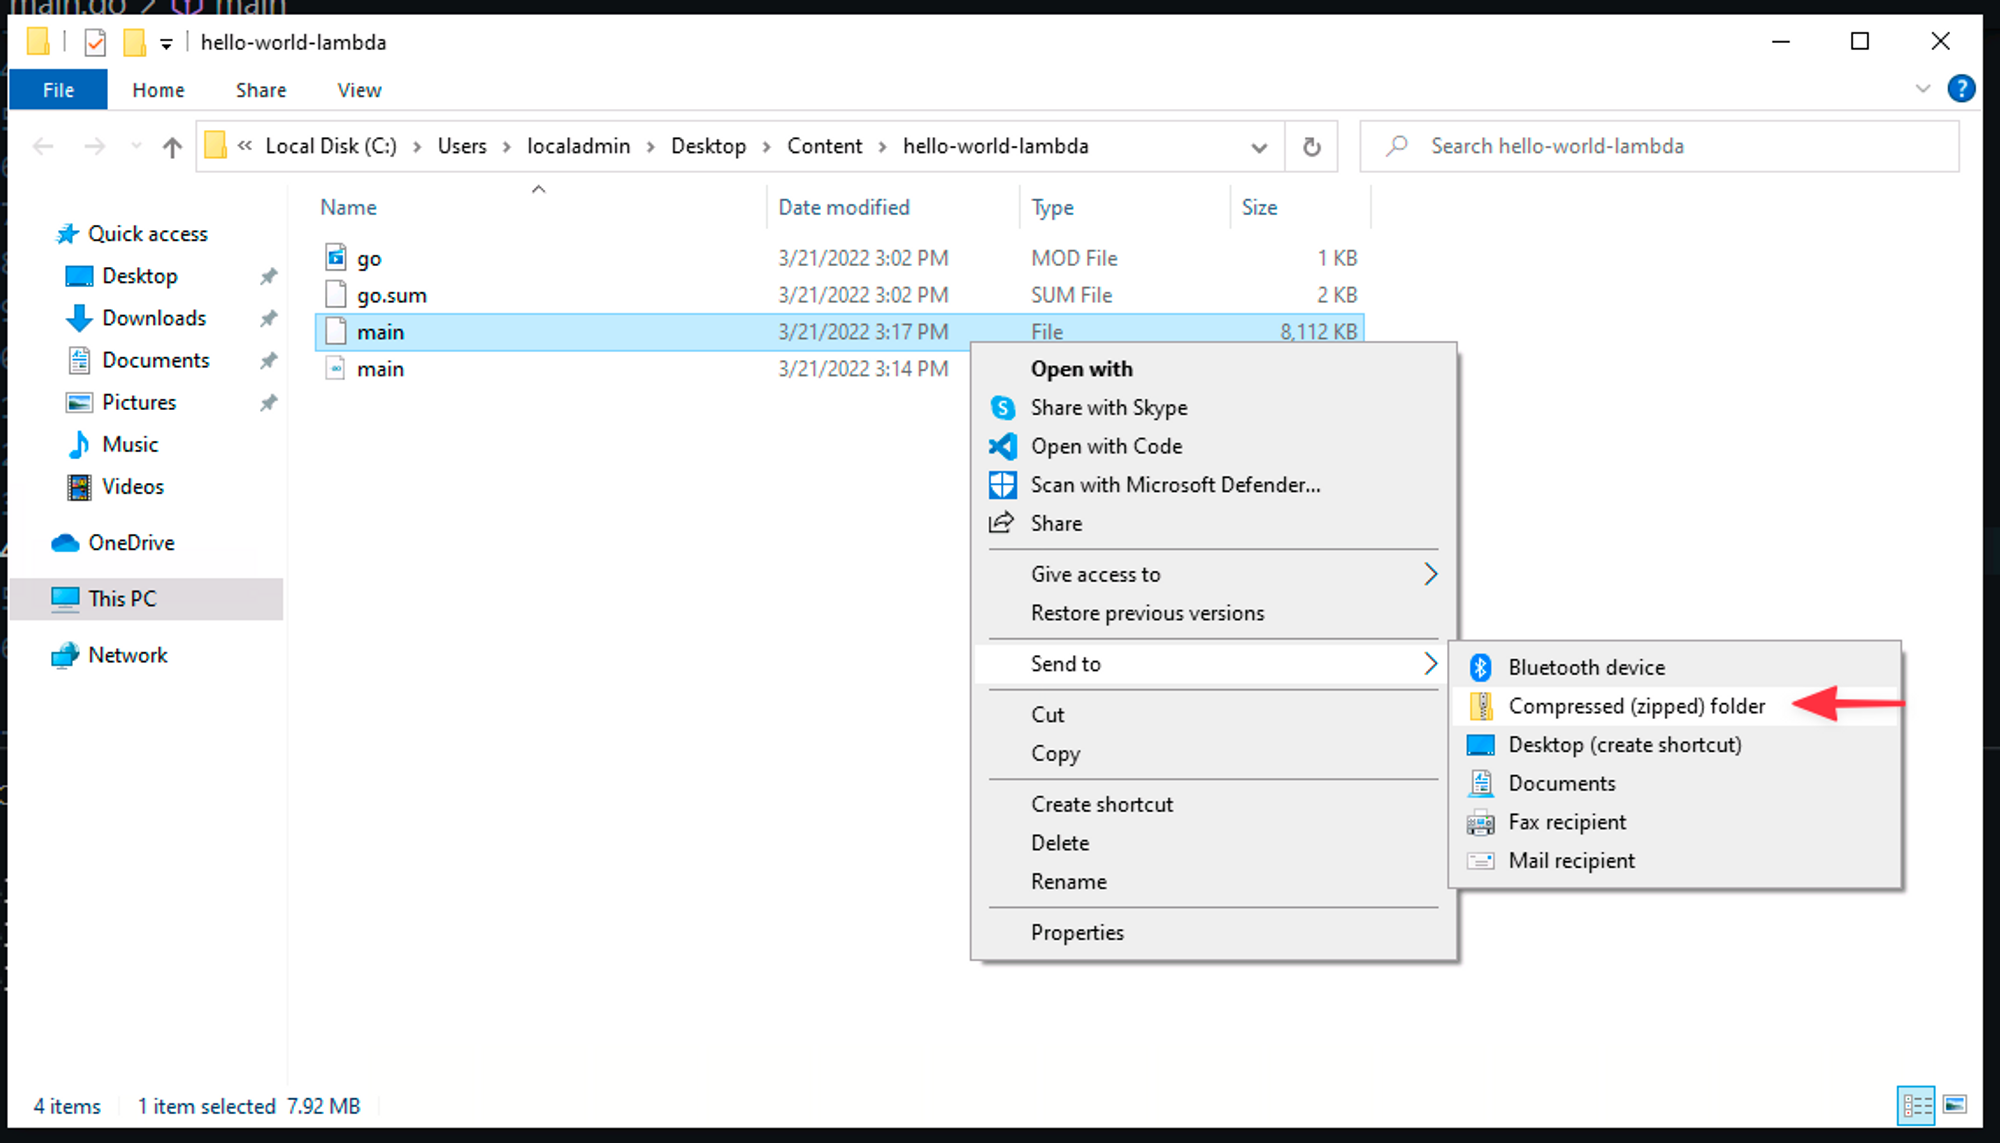 main.go 2 main
hello-world-lambda
File Home Share View
« Local Disk (C:) > Users > localadmin > Desktop > Content > hello-world-lambda
Search hello-world-lambda
Name Date modified Type Size
go 3/21/2022 3:02 PM MOD File 1 KB
go.sum 3/21/2022 3:02 PM SUM File 2 KB
main 3/21/2022 3:17 PM File 8,112 KB
main 3/21/2022 3:14 PM
Quick access
Desktop
Downloads
Documents
Pictures
Music
Videos
OneDrive
This PC
Network
Open with
Share with Skype
Open with Code
Scan with Microsoft Defender...
Share
Give access to
Restore previous versions
Send to
Cut
Copy
Create shortcut
Delete
Rename
Properties
Bluetooth device
Compressed (zipped) folder
Desktop (create shortcut)
Documents
Fax recipient
Mail recipient
4 items 1 item selected 7.92 MB